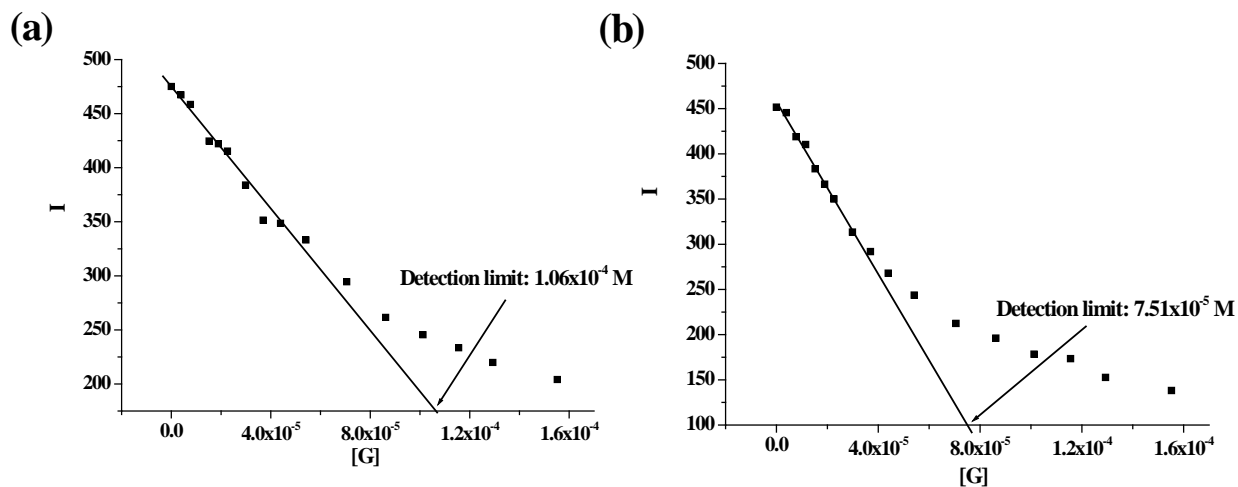 (a)
500
450
400
350
300
250
200
I
Detection limit: 1.06x10⁻⁴ M
0.0 4.0x10⁻⁵ 8.0x10⁻⁵ 1.2x10⁻⁴ 1.6x10⁻⁴
[G]
(b)
500
450
400
350
300
250
200
150
100
I
Detection limit: 7.51x10⁻⁵ M
0.0 4.0x10⁻⁵ 8.0x10⁻⁵ 1.2x10⁻⁴ 1.6x10⁻⁴
[G]